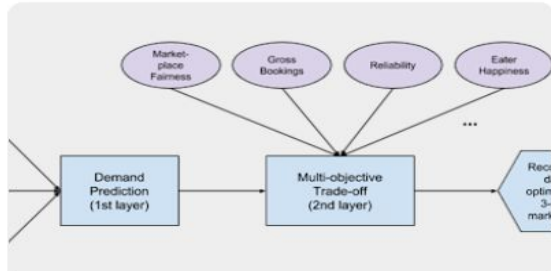 Market-
place
Fairness
Gross
Bookings
Reliability
Eater
Happiness
...
Demand
Prediction
(1st layer)
Multi-objective
Trade-off
(2nd layer)